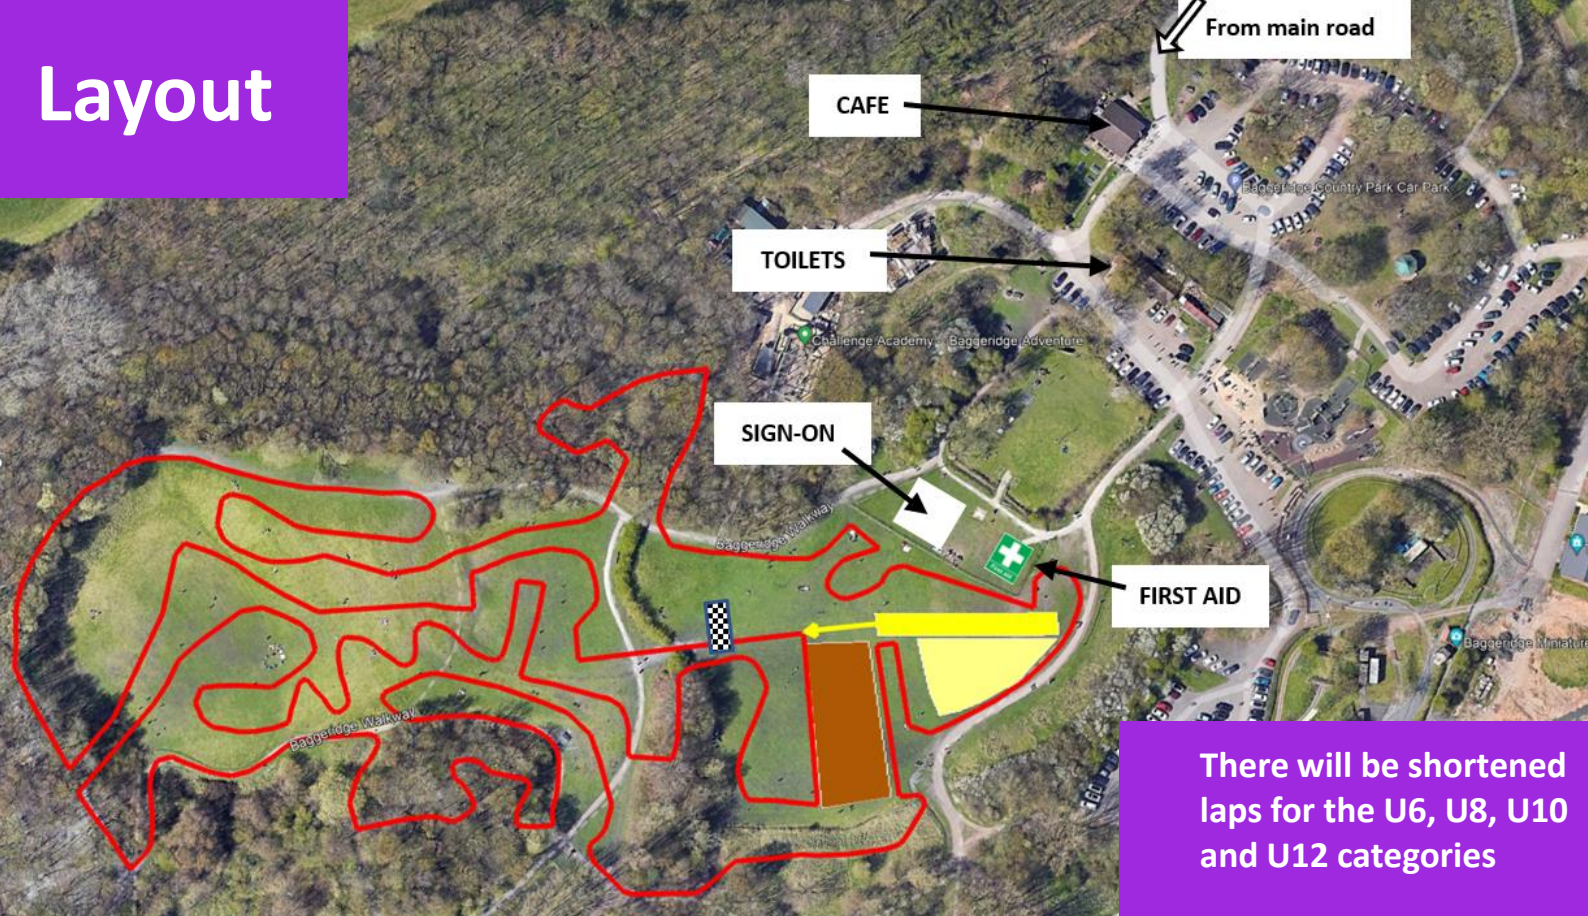 Layout
From main road
CAFE
Baggeridge Country Park Car Park
TOILETS
Challenge Academy - Baggeridge Adventure
SIGN-ON
Baggeridge Walkway
First aid
FIRST AID
Baggeridge Miniature
Baggeridge Walkway
There will be shortened
laps for the U6, U8, U10
and U12 categories